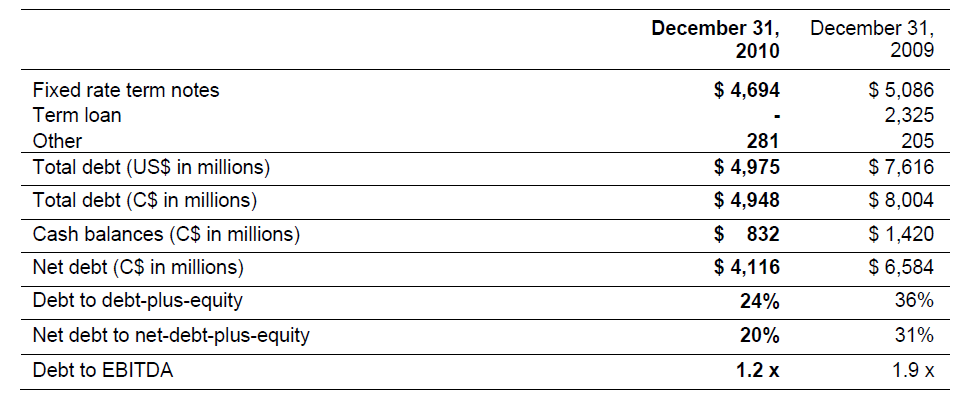 December 31, December 31,
2010 2009
Fixed rate term notes $ 4,694 $ 5,086
Term loan - 2,325
Other 281 205
Total debt (US$ in millions) $ 4,975 $ 7,616
Total debt (C$ in millions) $ 4,948 $ 8,004
Cash balances (C$ in millions) $ 832 $ 1,420
Net debt (C$ in millions) $ 4,116 $ 6,584
Debt to debt-plus-equity 24% 36%
Net debt to net-debt-plus-equity 20% 31%
Debt to EBITDA 1.2 x 1.9 x